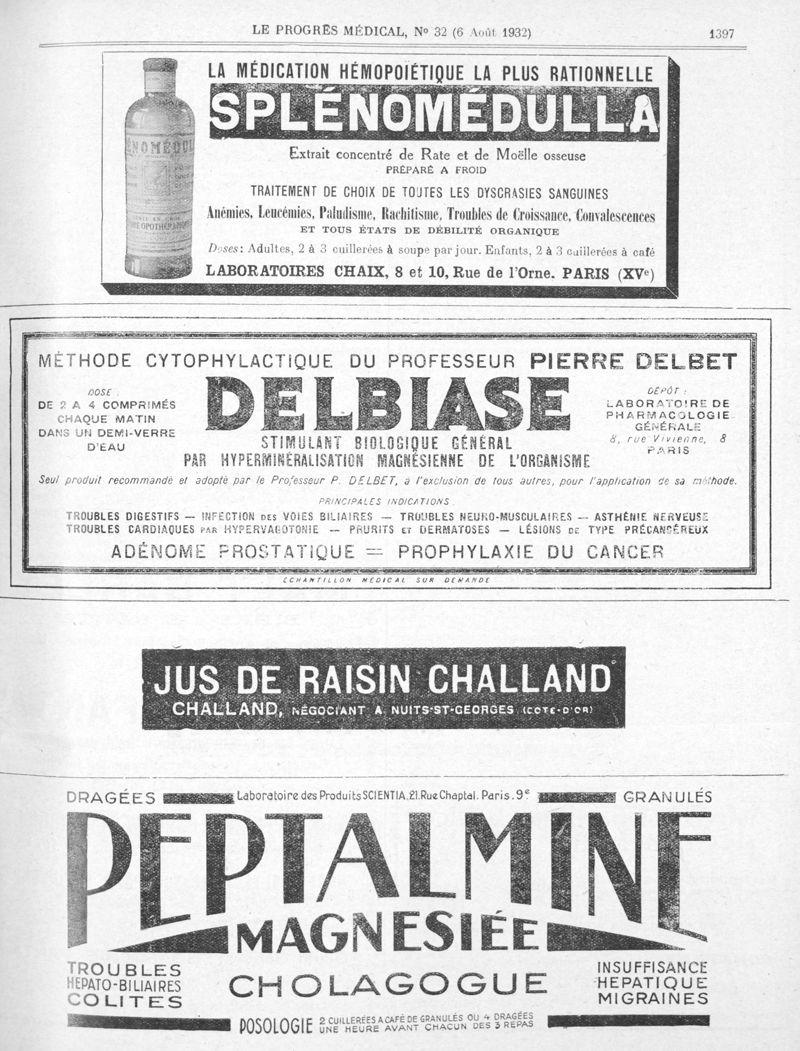 LE PROGRÈS MÉDICAL, No 32 (6 Août 1932) 1397
LA MÉDICATION HÉMOPOIÉTIQUE LA PLUS RATIONNELLE
SPLÉNOMÉDULLA
Extrait concentré de Rate et de Moëlle osseuse
PRÉPARÉ A FROID
TRAITEMENT DE CHOIX DE TOUTES LES DYSCRASIES SANGUINES
Anémies, Leucémies, Paludisme, Rachitisme, Troubles de Croissance, Convalescences
ET TOUS ÉTATS DE DÉBILITÉ ORGANIQUE
Doses: Adultes, 2 à 3 cuillerées à soupe par jour. Enfants, 2 à 3 cuillerées à café
LABORATOIRES CHAIX, 8 et 10, Rue de l'Orne. PARIS (XVe)
MÉTHODE CYTOPHYLACTIQUE DU PROFESSEUR PIERRE DELBET
DOSE:
DE 2 A 4 COMPRIMÉS
CHAQUE MATIN
DANS UN DEMI-VERRE
D'EAU
DELBIASE
STIMULANT BIOLOGIQUE GÉNÉRAL
PAR HYPERMINÉRALISATION MAGNÉSIENNE DE L'ORGANISME
DÉPÔT:
LABORATOIRE DE
PHARMACOLOGIE
GÉNÉRALE
8, rue Vivienne, 8
PARIS
Seul produit recommandé et adopté par le Professeur P. DELBET, à l'exclusion de tous autres, pour l'application de sa méthode.
PRINCIPALES INDICATIONS
TROUBLES DIGESTIFS — INFECTION DES VOIES BILIAIRES — TROUBLES NEURO-MUSCULAIRES — ASTHÉNIE NERVEUSE
TROUBLES CARDIAQUES PAR HYPERVAGOTONIE — PRURITS ET DERMATOSES — LÉSIONS DE TYPE PRÉCANCÉREUX
ADÉNOME PROSTATIQUE = PROPHYLAXIE DU CANCER
ÉCHANTILLON MÉDICAL SUR DEMANDE
JUS DE RAISIN CHALLAND
CHALLAND, NÉGOCIANT A NUITS-ST-GEORGES (COTE-D'OR)
DRAGÉES Laboratoire des Produits SCIENTIA. 21. Rue Chaptal. Paris. 9e GRANULÉS
PEPTALMINE
MAGNESIÉE
TROUBLES
HÉPATO-BILIAIRES
COLITES
CHOLAGOGUE
INSUFFISANCE
HEPATIQUE
MIGRAINES
POSOLOGIE 2 CUILLERÉES A CAFÉ DE GRANULÉS OU 4 DRAGÉES
UNE HEURE AVANT CHACUN DES 3 REPAS